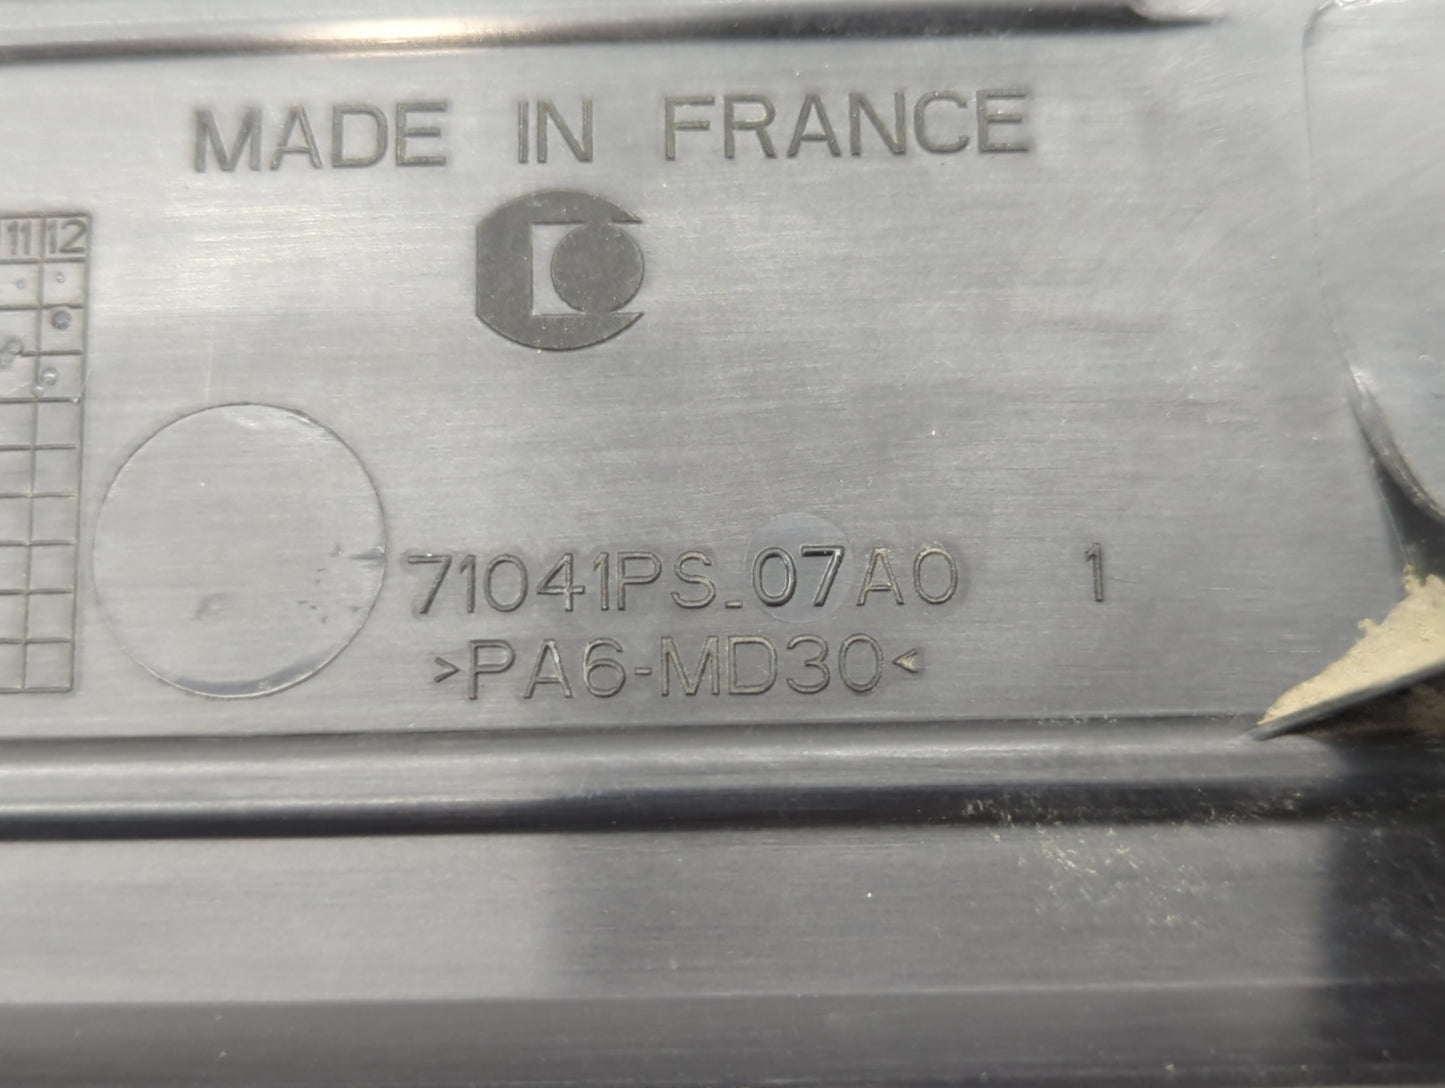 MADE IN FRANCE
11 12
71041PS_07A0 1
>PA6-MD30<